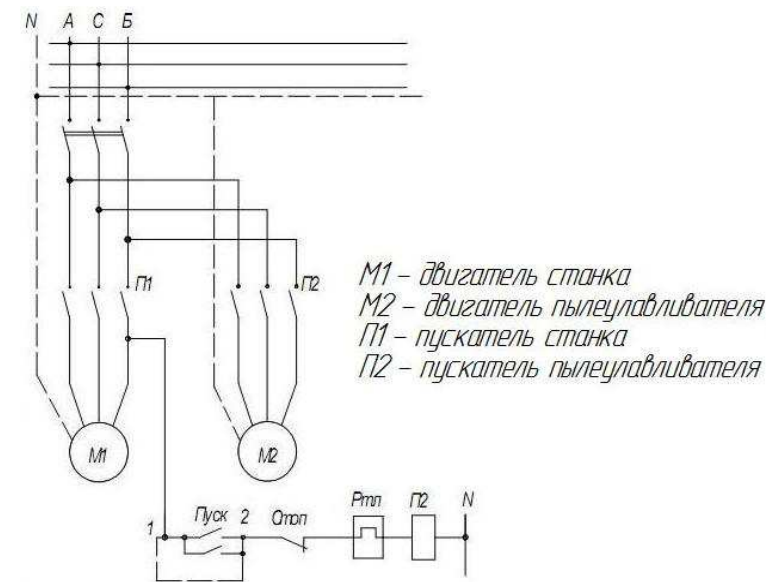 N А С Б
П1
П2
М1 – двигатель станка
М2 – двигатель пылеулавливателя
П1 – пускатель станка
П2 – пускатель пылеулавливателя
М1
М2
1
Пуск
2
Стоп
Ртл
П2
N